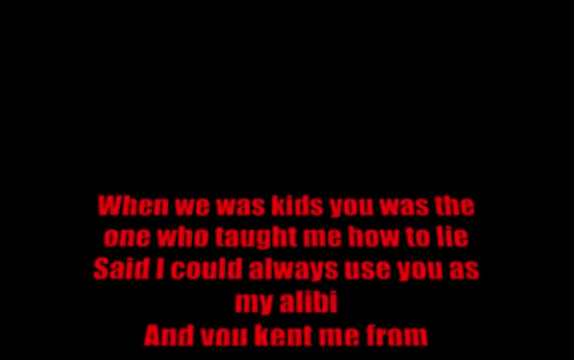 When we was kids you was the
one who taught me how to lie
Said I could always use you as
my alibi
And you kept me from